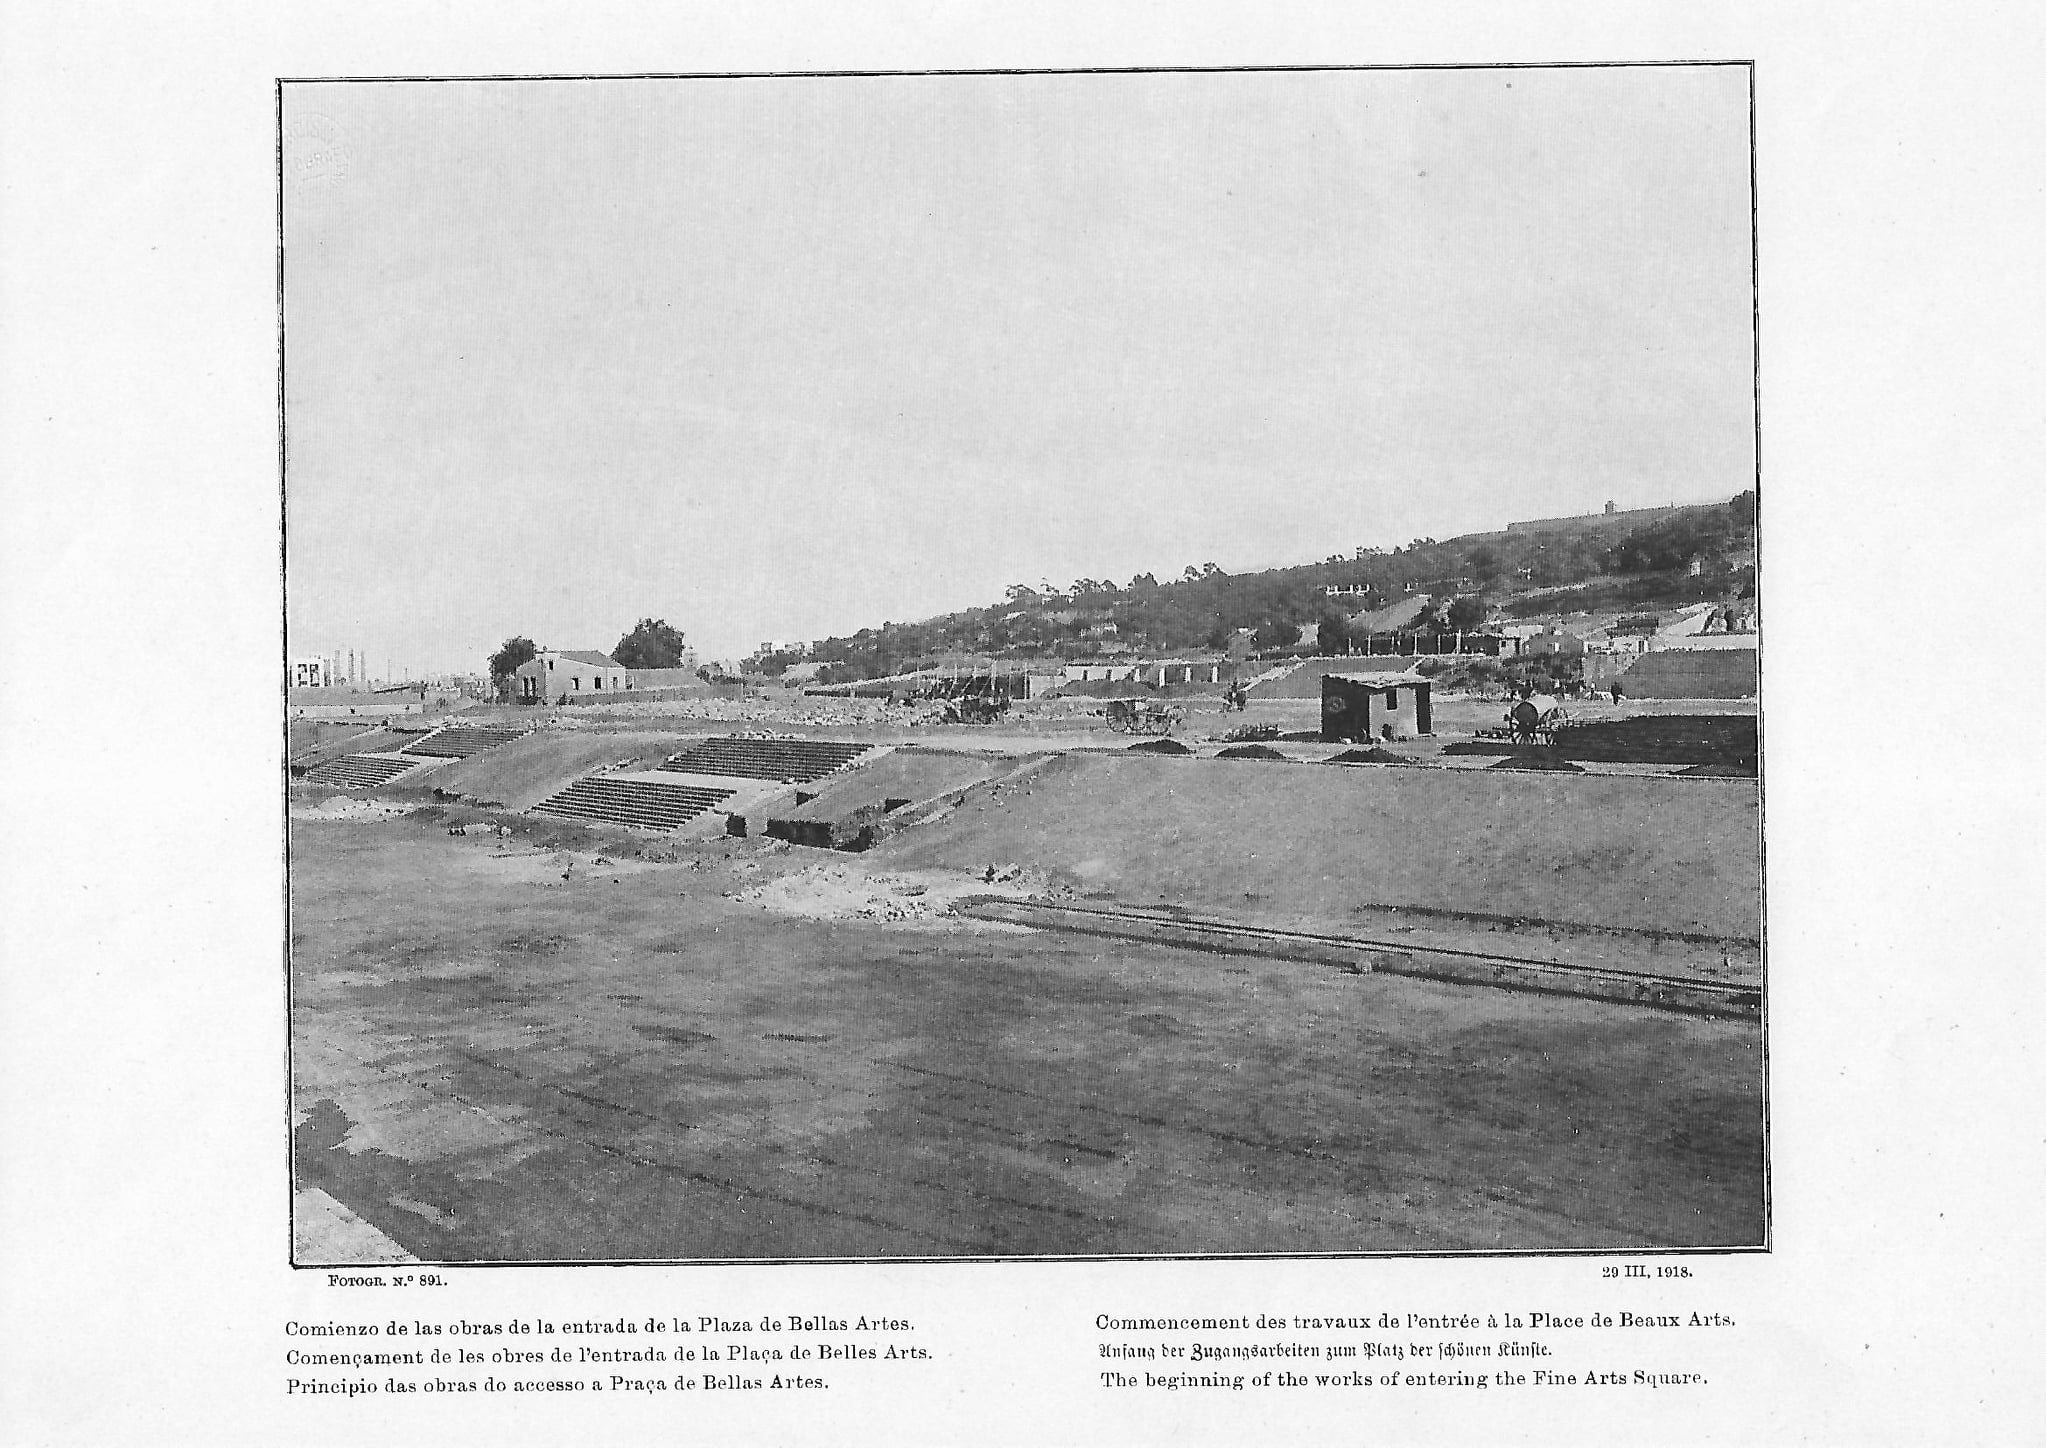 FOTOGR. N.º 891.
29 III, 1918.
Comienzo de las obras de la entrada de la Plaza de Bellas Artes.
Començament de les obres de l'entrada de la Plaça de Belles Arts.
Principio das obras do accesso a Praça de Bellas Artes.
Commencement des travaux de l'entrée à la Place de Beaux Arts.
Anfang der Zugangsarbeiten zum Platz der schönen Künste.
The beginning of the works of entering the Fine Arts Square.